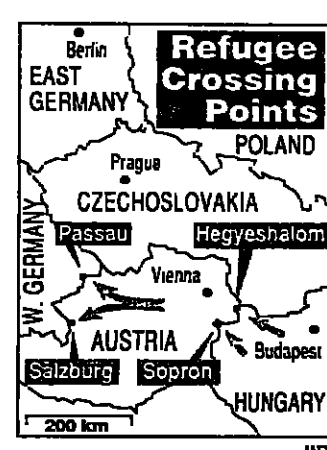 Berlin
EAST
GERMANY
Refugee
Crossing
Points
POLAND
Prague
CZECHOSLOVAKIA
W. GERMANY
Passau
Hegyeshalom
Vienna
AUSTRIA
Budapest
Salzburg
Sopron
HUNGARY
200 km